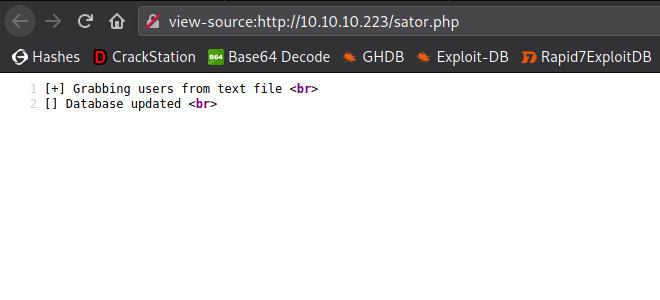 view-source:http://10.10.10.223/sator.php
Hashes CrackStation Base64 Decode GHDB Exploit-DB Rapid7ExploitDB
1 [+] Grabbing users from text file <br>
2 [] Database updated <br>